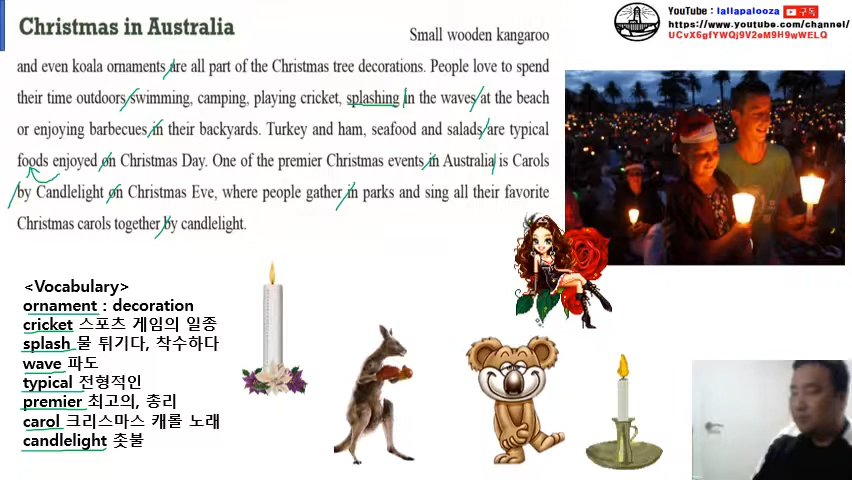 Christmas in Australia
YouTube : lallapalooza 구독
https://www.youtube.com/channel/
UCvX6gfYWQj9V2eM9H9wWELQ
Small wooden kangaroo
and even koala ornaments are all part of the Christmas tree decorations. People love to spend
their time outdoors swimming, camping, playing cricket, splashing in the waves at the beach
or enjoying barbecues in their backyards. Turkey and ham, seafood and salads are typical
foods enjoyed on Christmas Day. One of the premier Christmas events in Australia is Carols
by Candlelight on Christmas Eve, where people gather in parks and sing all their favorite
Christmas carols together by candlelight.
<Vocabulary>
ornament : decoration
cricket 스포츠 게임의 일종
splash 물 튀기다, 착수하다
wave 파도
typical 전형적인
premier 최고의, 총리
carol 크리스마스 캐롤 노래
candlelight 촛불